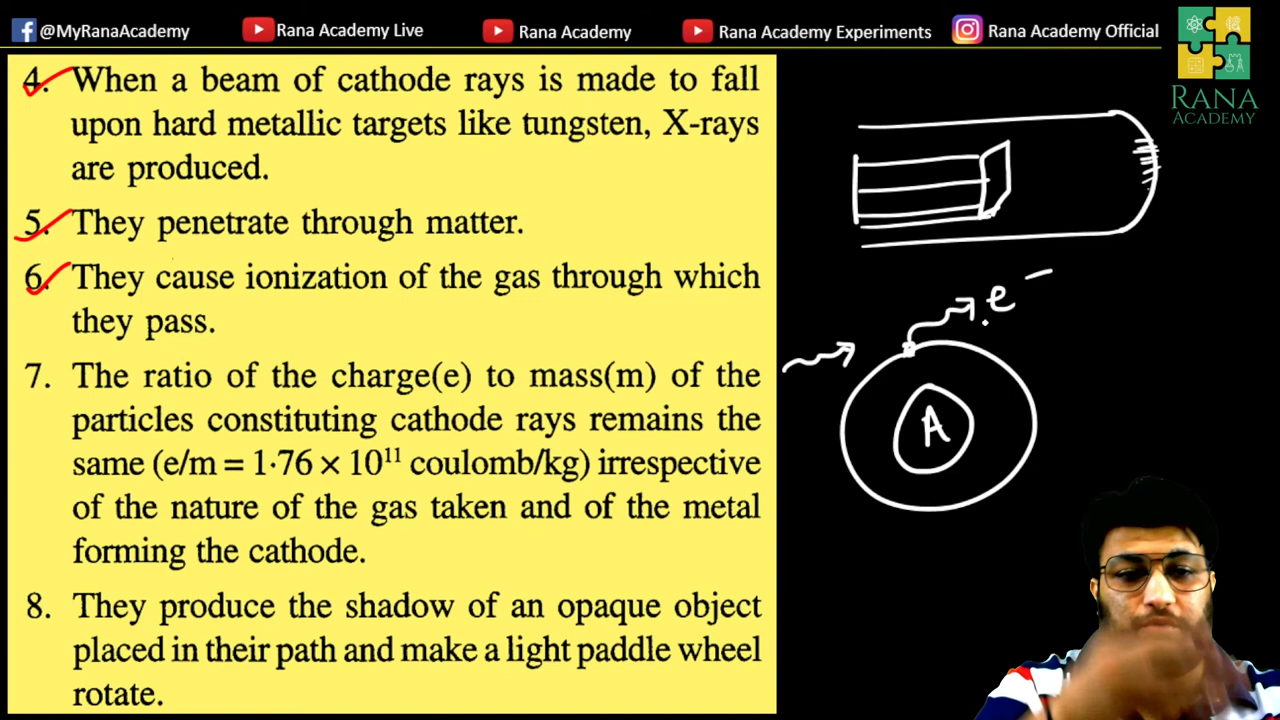 @MyRanaAcademy Rana Academy Live Rana Academy Rana Academy Experiments Rana Academy Official
RANA
ACADEMY
4. When a beam of cathode rays is made to fall
upon hard metallic targets like tungsten, X-rays
are produced.
5. They penetrate through matter.
6. They cause ionization of the gas through which
they pass.
7. The ratio of the charge(e) to mass(m) of the
particles constituting cathode rays remains the
same (e/m = 1·76 × 10¹¹ coulomb/kg) irrespective
of the nature of the gas taken and of the metal
forming the cathode.
8. They produce the shadow of an opaque object
placed in their path and make a light paddle wheel
rotate.
e⁻
A